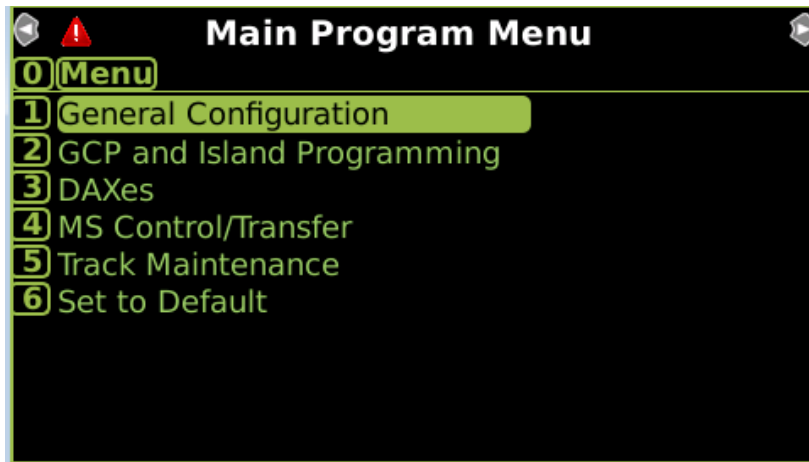 Main Program Menu
0 Menu
1 General Configuration
2 GCP and Island Programming
3 DAXes
4 MS Control/Transfer
5 Track Maintenance
6 Set to Default